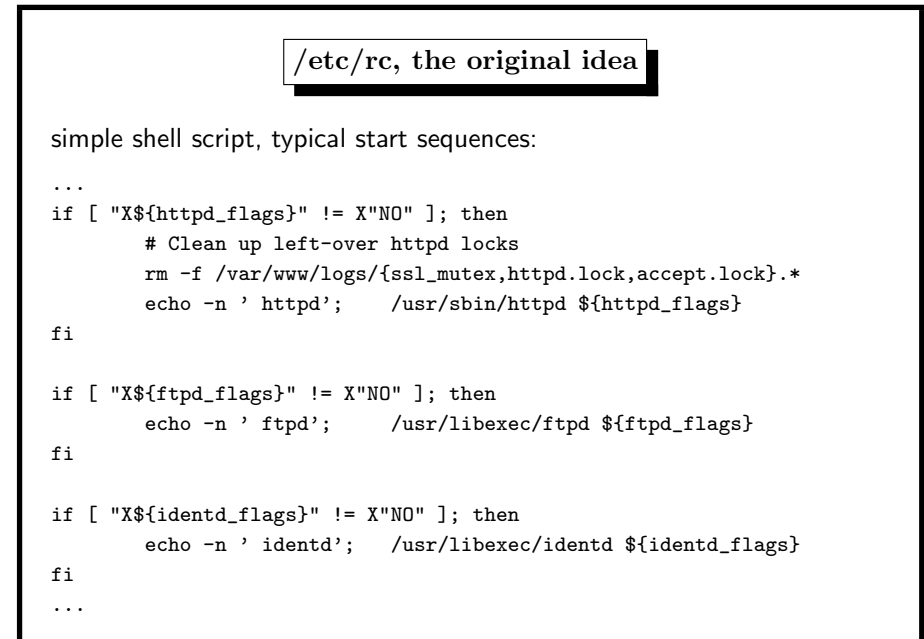 /etc/rc, the original idea
simple shell script, typical start sequences:
...
if [ "X${httpd_flags}" != X"NO" ]; then
        # Clean up left-over httpd locks
        rm -f /var/www/logs/{ssl_mutex,httpd.lock,accept.lock}.*
        echo -n ’ httpd’;    /usr/sbin/httpd ${httpd_flags}
fi

if [ "X${ftpd_flags}" != X"NO" ]; then
        echo -n ’ ftpd’;     /usr/libexec/ftpd ${ftpd_flags}
fi

if [ "X${identd_flags}" != X"NO" ]; then
        echo -n ’ identd’;   /usr/libexec/identd ${identd_flags}
fi
...